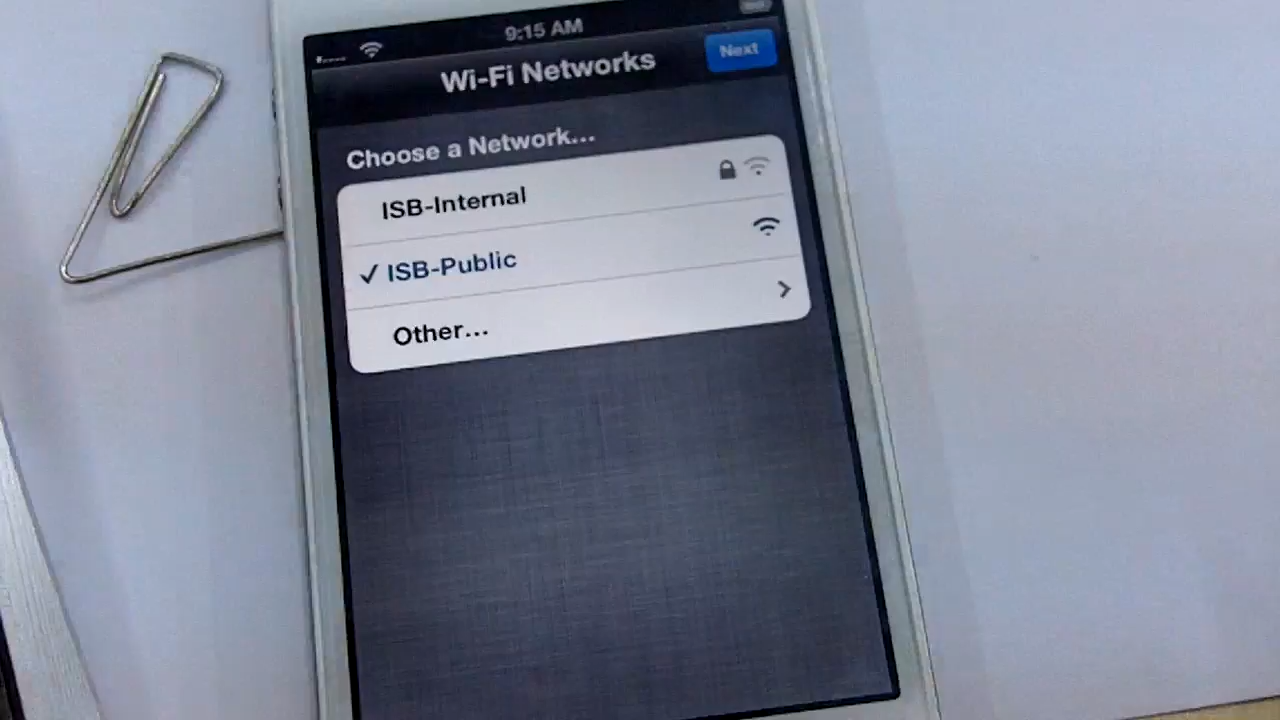 9:15 AM
Wi-Fi Networks
Next
Choose a Network...
ISB-Internal
✓ ISB-Public
Other...